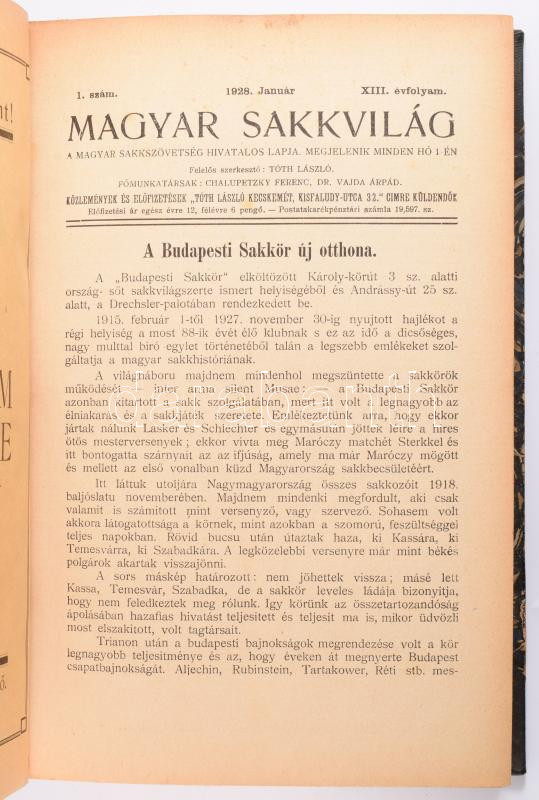 nt!
M
E
ő.
1. szám.
1928. Január
XIII. évfolyam.
MAGYAR SAKKVILÁG
A MAGYAR SAKKSZÖVETSÉG HIVATALOS LAPJA. MEGJELENIK MINDEN HÓ 1-ÉN
Felelős szerkesztő: TÓTH LÁSZLÓ.
FŐMUNKATÁRSAK: CHALUPETZKY FERENC, DR. VAJDA ÁRPÁD.
KÖZLEMÉNYEK ÉS ELŐFIZETÉSEK „TÓTH LÁSZLÓ KECSKEMÉT, KISFALUDY-UTCA 32." CIMRE KÜLDENDŐK
Előfizetési ár egész évre 12, félévre 6 pengő. — Postatakarékpénztári számla 19,597. sz.
A Budapesti Sakkör új otthona.
A „Budapesti Sakkör" elköltözött Károly-körút 3 sz. alatti
ország- sőt sakkvilágszerte ismert helyiségéből és Andrássy-út 25 sz.
alatt, a Drechsler-palotában rendezkedett be.
1915. február 1-től 1927. november 30-ig nyujtott hajlékot a
régi helyiség a most 88-ik évét élő klubnak s ez az idő a dicsőséges,
nagy multtal biró egylet történetéből talán a legszebb emlékeket szol-
gáltatja a magyar sakkhistóriának.
A világháboru majdnem mindenhol megszüntette a sakkörök
működését — inter arma silent Musae: — a Budapesti Sakkör
azonban kitartott a sakk szolgálatában, mert itt volt a legnagyobb az
élniakarás és a sakkjáték szeretete. Emlékeztetünk arra, hogy ekkor
jártak nálunk Lasker és Schlechter és egymásután jöttek létre a hires
ötös mesterversenyek; ekkor vivta meg Maróczy matchét Sterkkel és
itt bontogatta szárnyait az az ifjúság, amely ma már Maróczy mögött
és mellett az első vonalban küzd Magyarország sakkbecsületéért.
Itt láttuk utoljára Nagymagyarország összes sakkozóit 1918.
baljóslatu novemberében. Majdnem mindenki megfordult, aki csak
valamit is számitott mint versenyző, vagy szervező. Sohasem volt
akkora látogatottsága a körnek, mint azokban a szomorú, feszültséggel
teljes napokban. Rövid bucsu után útaztak haza, ki Kassára, ki
Temesvárra, ki Szabadkára. A legközelebbi versenyre már mint békés
polgárok akartak visszajönni.
A sors másképp határozott: nem jöhettek vissza; másé lett
Kassa, Temesvár, Szabadka, de a sakkör leveles ládája bizonyitja,
hogy nem feledkeztek meg rólunk. Igy körünk az összetartozandóság
ápolásában hazafias hivatást teljesitett és teljesit ma is, mikor üdvözli
most elszakitott, volt tagtársait.
Trianon után a budapesti bajnokságok megrendezése volt a kör
legnagyobb teljesitménye és az, hogy éveken át megnyerte Budapest
csapatbajnokságát. Aljechin, Rubinstein, Tartakower, Réti stb. mes-